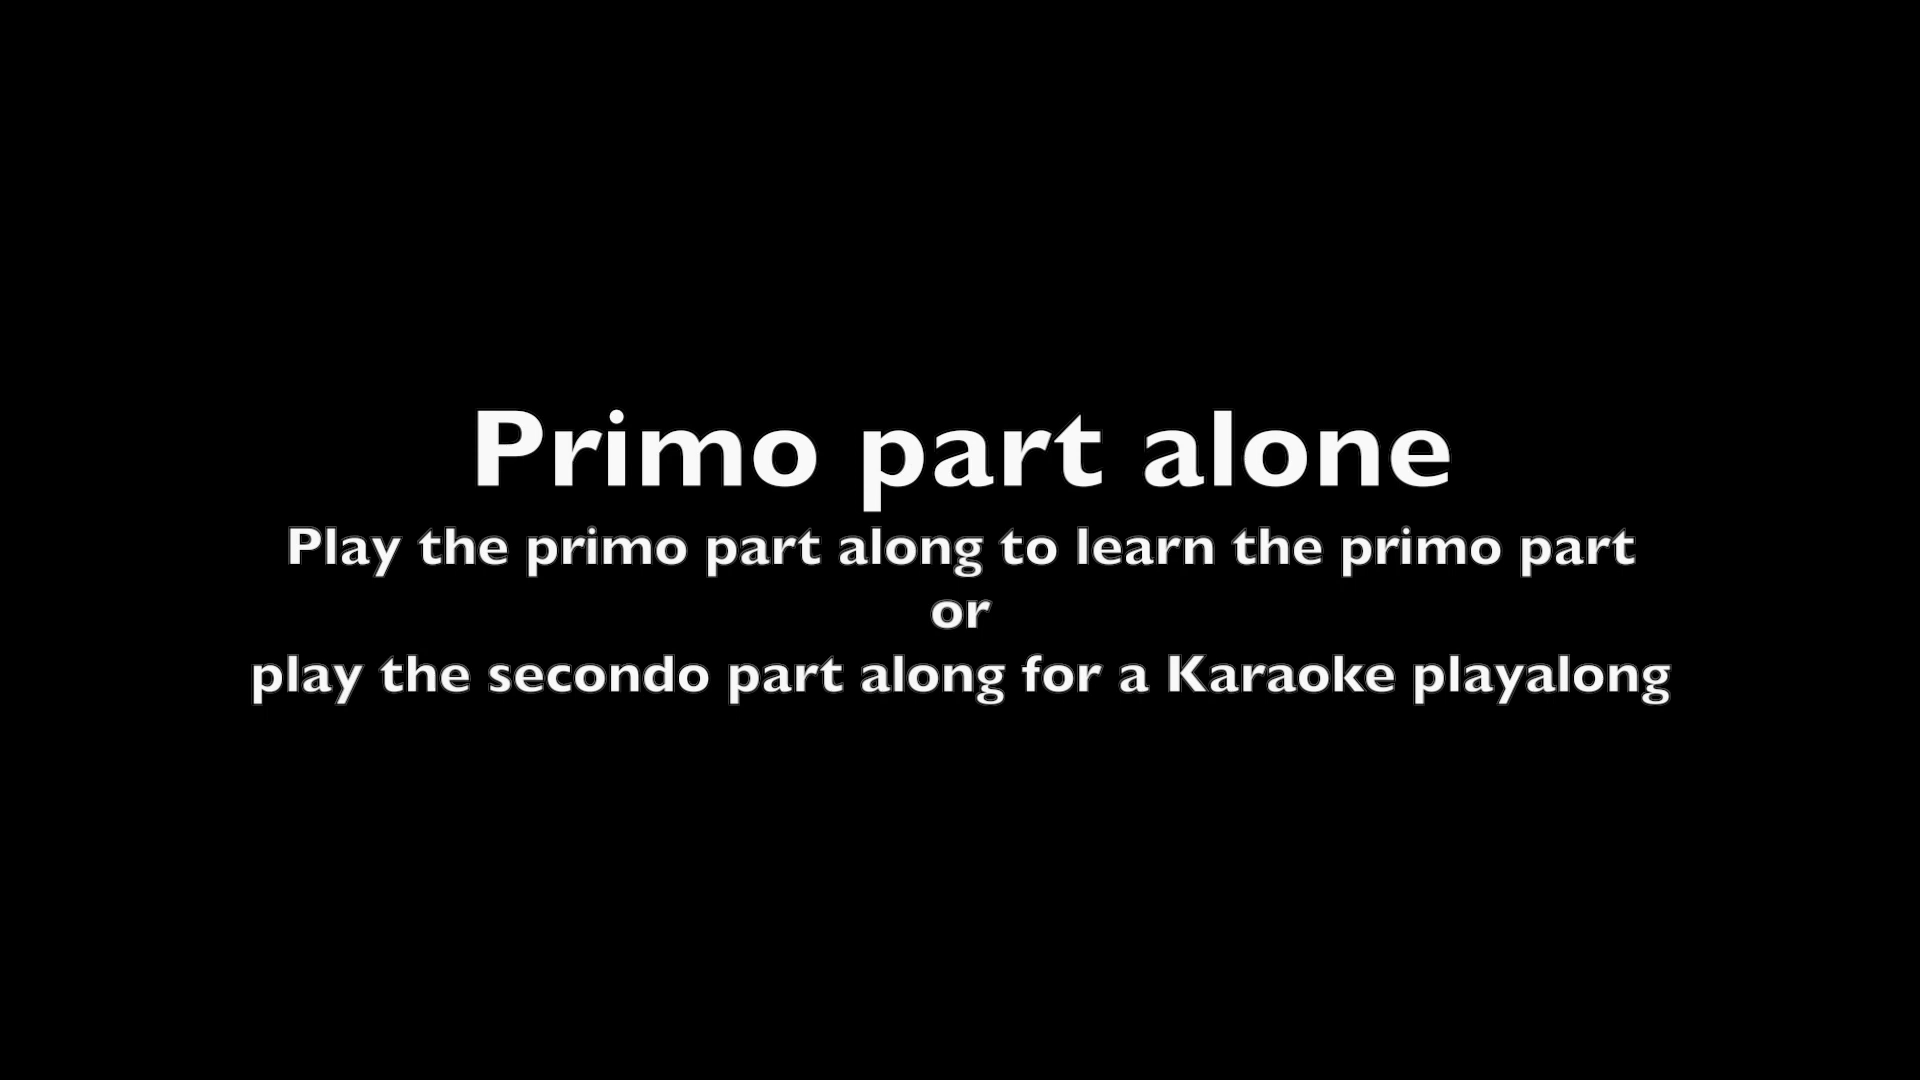 Primo part alone
Play the primo part along to learn the primo part
or
play the secondo part along for a Karaoke playalong